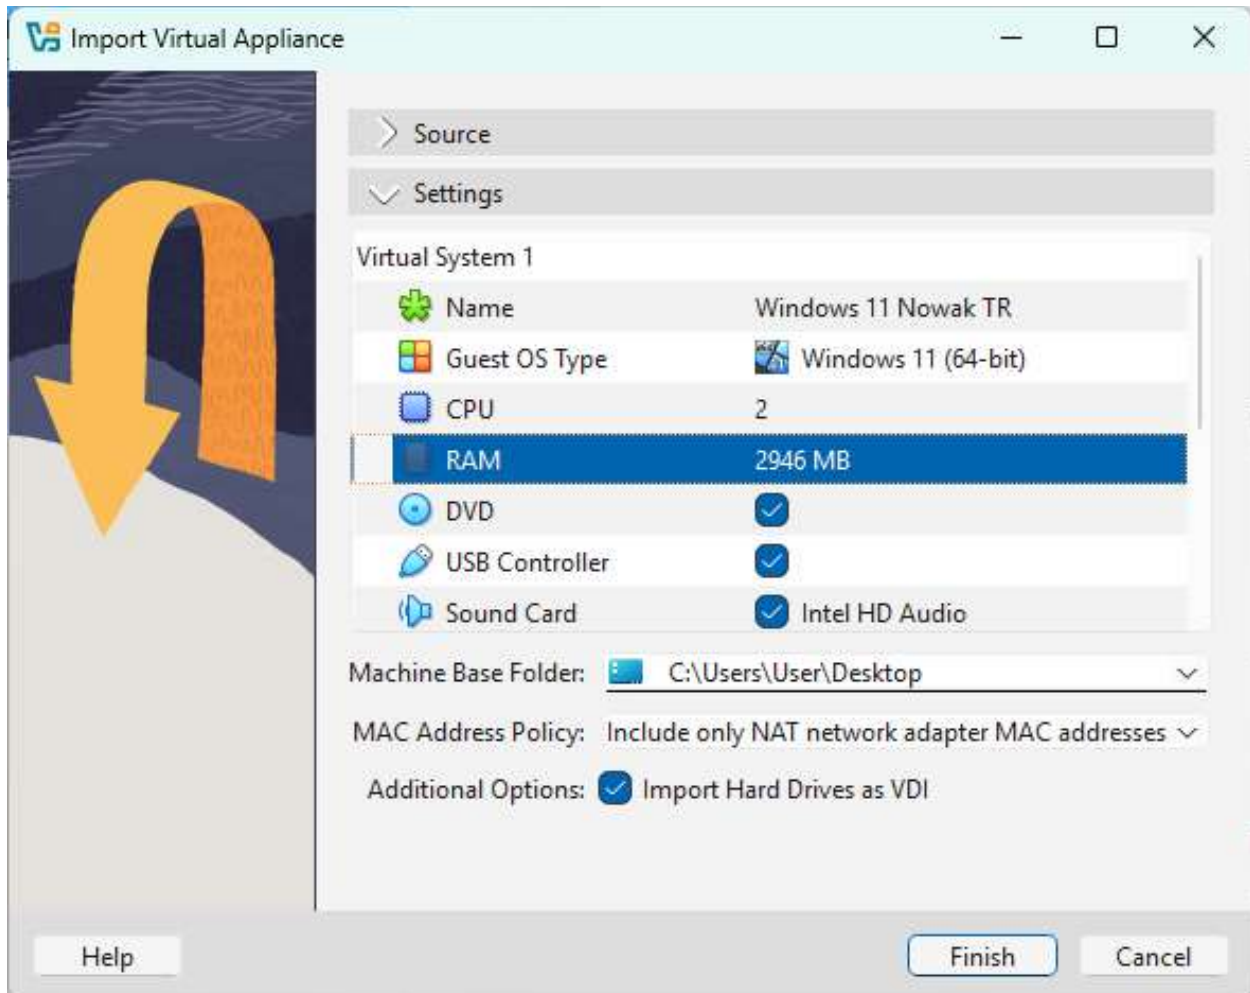 Import Virtual Appliance
Source
Settings
Virtual System 1
Name Windows 11 Nowak TR
Guest OS Type Windows 11 (64-bit)
CPU 2
RAM 2946 MB
DVD
USB Controller
Sound Card Intel HD Audio
Machine Base Folder: C:\Users\User\Desktop
MAC Address Policy: Include only NAT network adapter MAC addresses
Additional Options: Import Hard Drives as VDI
Help Finish Cancel